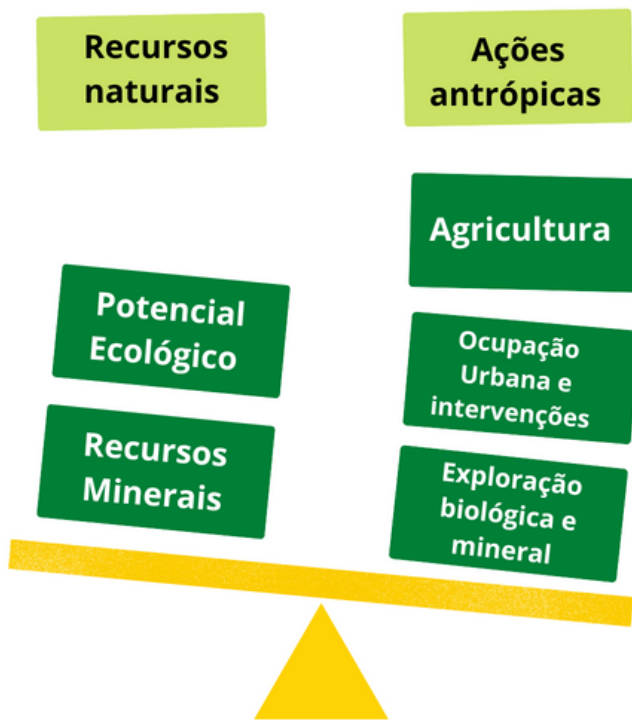 Recursos
naturais
Ações
antrópicas
Agricultura
Potencial
Ecológico
Ocupação
Urbana e
intervenções
Recursos
Minerais
Exploração
biológica e
mineral